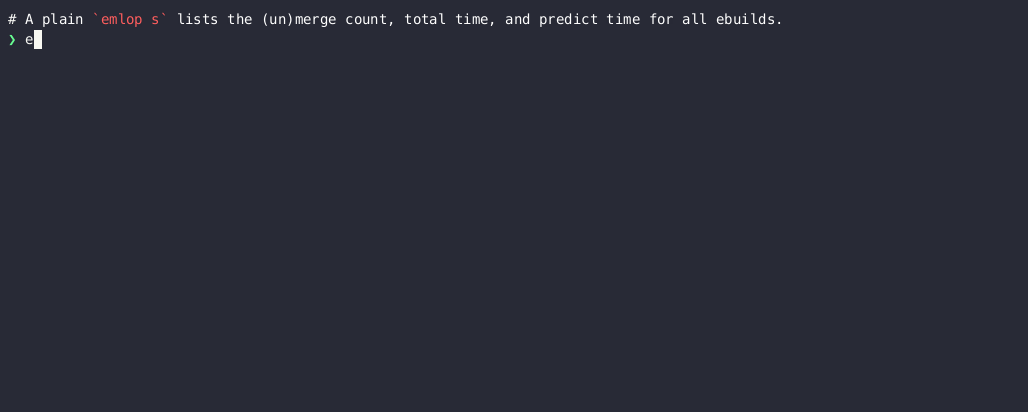 # A plain `emlop s` lists the (un)merge count, total time, and predict time for all ebuilds.
❯ e